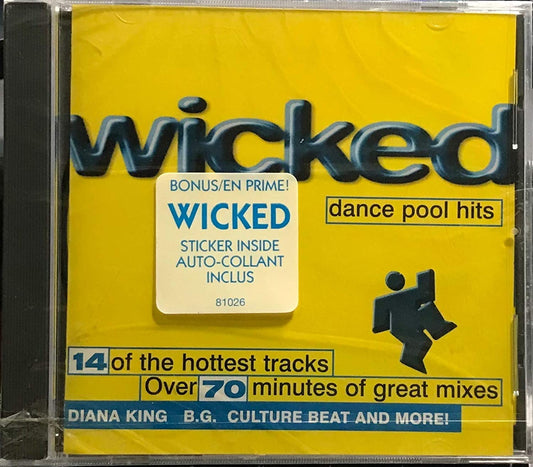 wicked
dance pool hits
BONUS/EN PRIME!
WICKED
STICKER INSIDE
AUTO-COLLANT
INCLUS
81026
14 of the hottest tracks
Over 70 minutes of great mixes
DIANA KING B.G. CULTURE BEAT AND MORE!